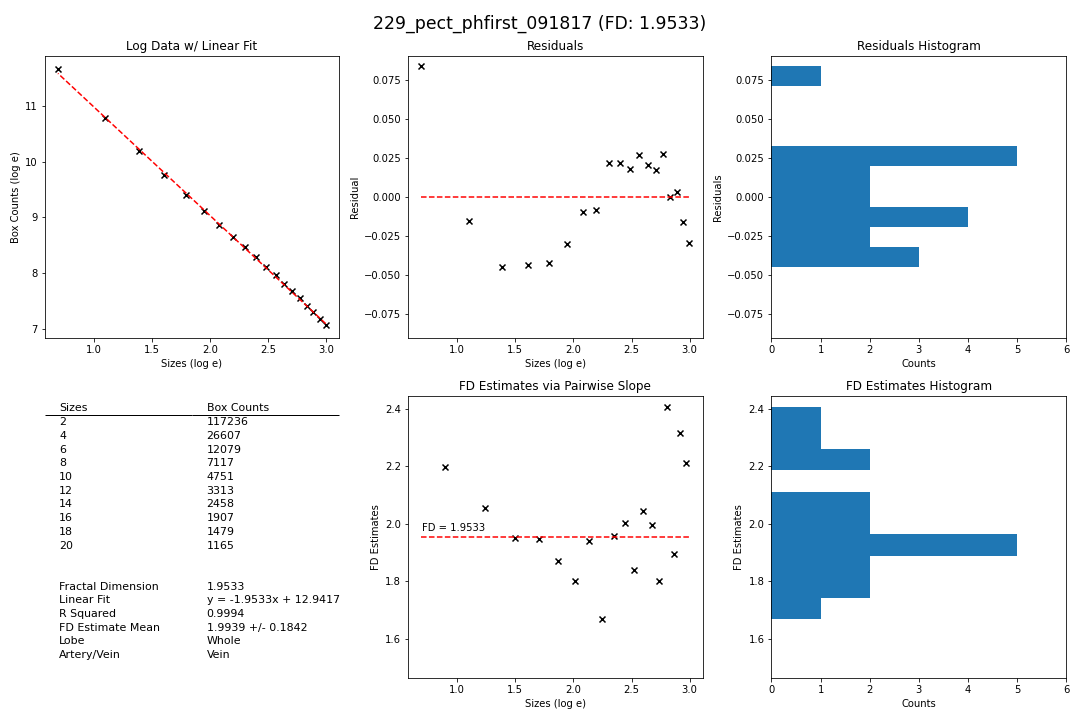 229_pect_phfirst_091817 (FD: 1.9533)
Log Data w/ Linear Fit
Box Counts (log e)
11
10
9
8
7
1.0 1.5 2.0 2.5 3.0
Sizes (log e)
Residuals
Residual
0.075
0.050
0.025
0.000
−0.025
−0.050
−0.075
1.0 1.5 2.0 2.5 3.0
Sizes (log e)
Residuals Histogram
Residuals
0.075
0.050
0.025
0.000
−0.025
−0.050
−0.075
0 1 2 3 4 5 6
Counts
Sizes Box Counts
2 117236
4 26607
6 12079
8 7117
10 4751
12 3313
14 2458
16 1907
18 1479
20 1165
Fractal Dimension 1.9533
Linear Fit y = -1.9533x + 12.9417
R Squared 0.9994
FD Estimate Mean 1.9939 +/- 0.1842
Lobe Whole
Artery/Vein Vein
FD Estimates via Pairwise Slope
FD Estimates
2.4
2.2
2.0
1.8
1.6
FD = 1.9533
1.0 1.5 2.0 2.5 3.0
Sizes (log e)
FD Estimates Histogram
FD Estimates
2.4
2.2
2.0
1.8
1.6
0 1 2 3 4 5 6
Counts